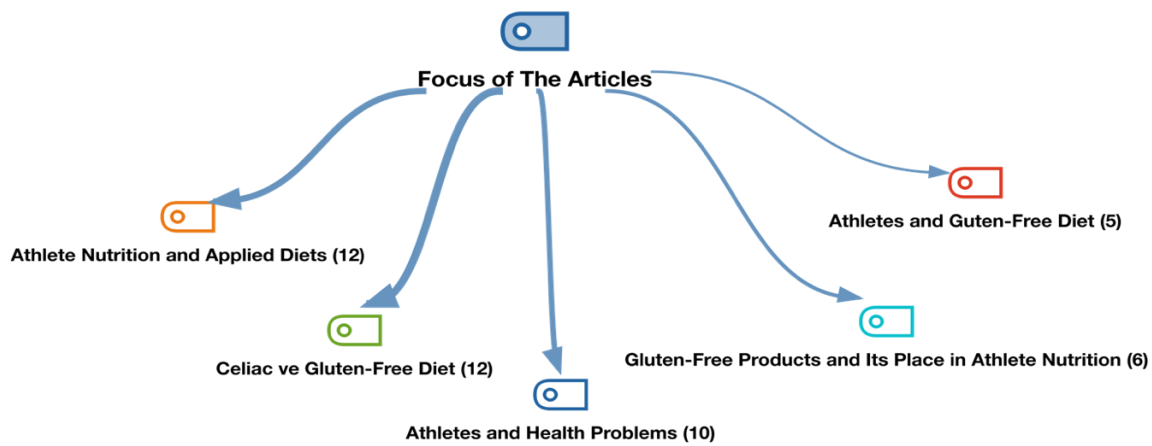 Focus of The Articles
Athlete Nutrition and Applied Diets (12)
Celiac ve Gluten-Free Diet (12)
Athletes and Health Problems (10)
Gluten-Free Products and Its Place in Athlete Nutrition (6)
Athletes and Guten-Free Diet (5)